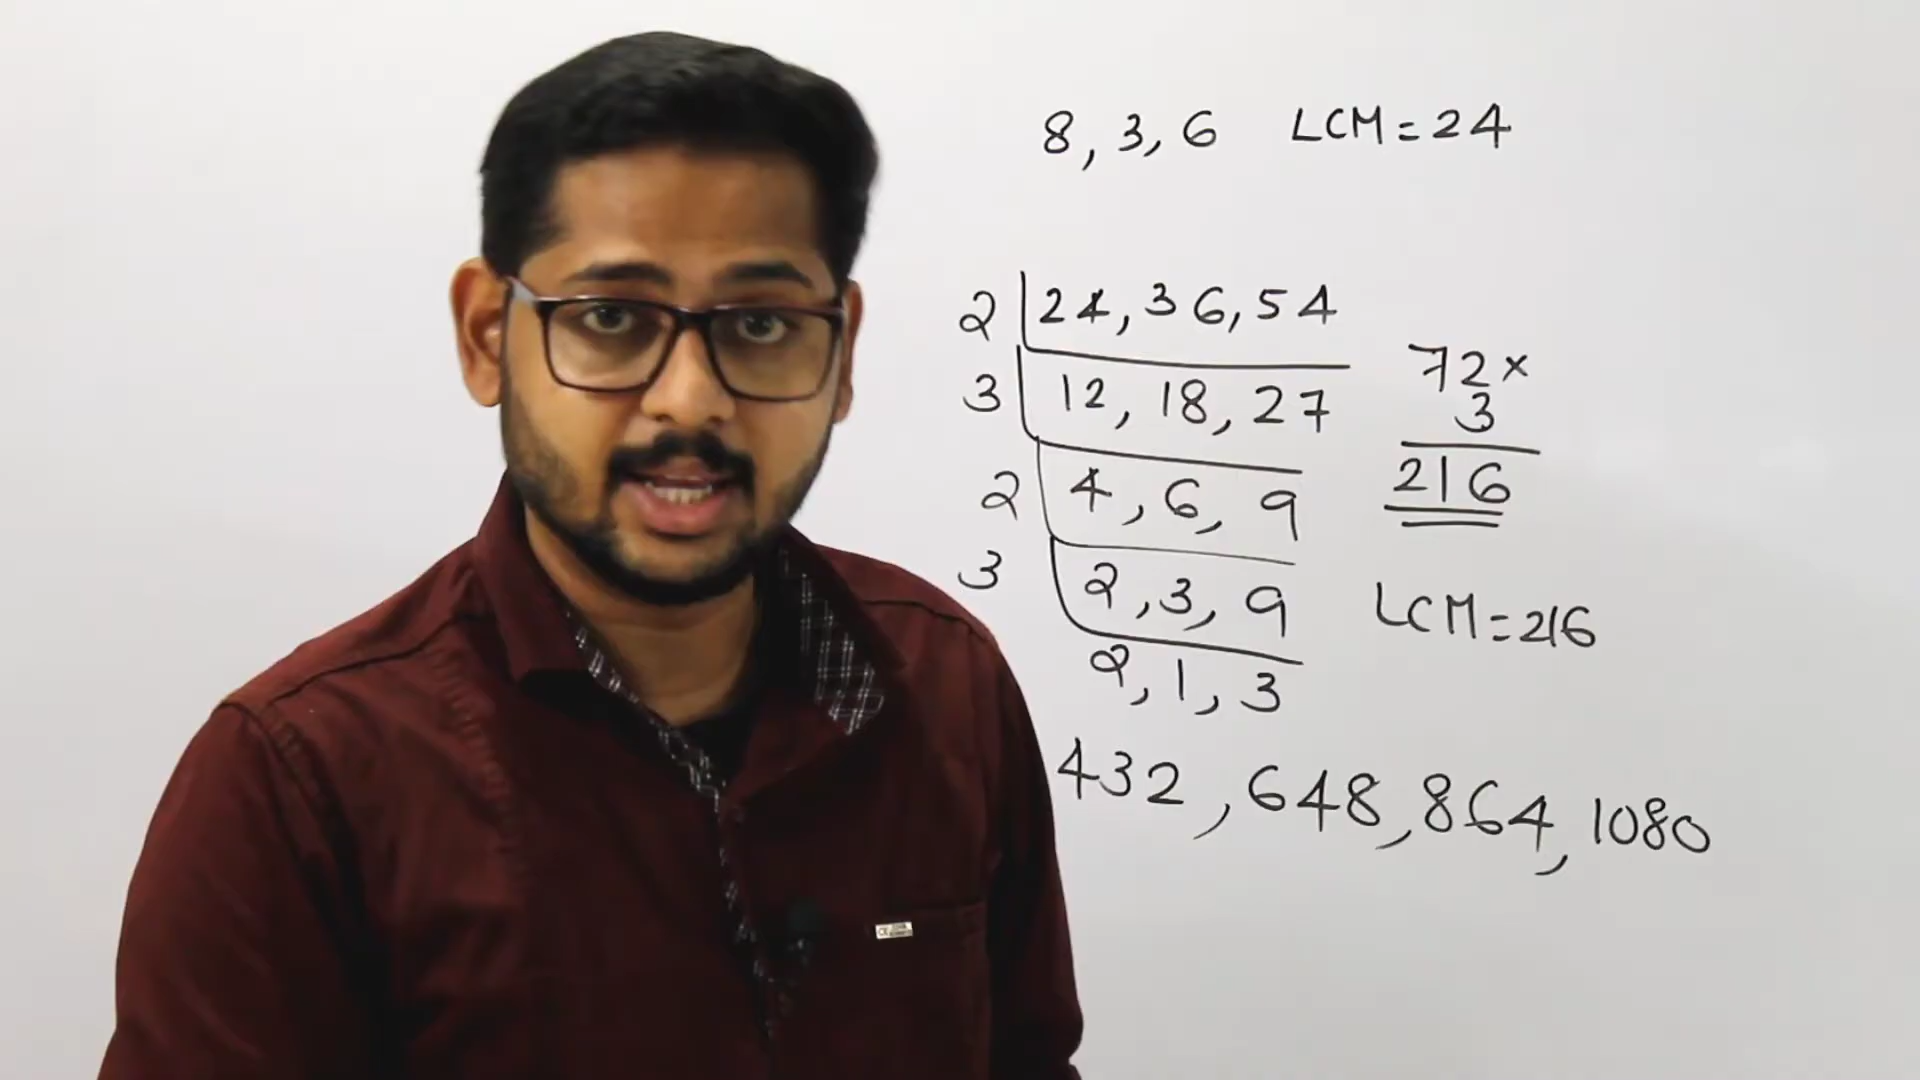 8, 3, 6 LCM = 24
2 24, 36, 54
3 12, 18, 27
2 4, 6, 9
3 2, 3, 9
2, 1, 3
72 ×
3
216
LCM = 216
432, 648, 864, 1080